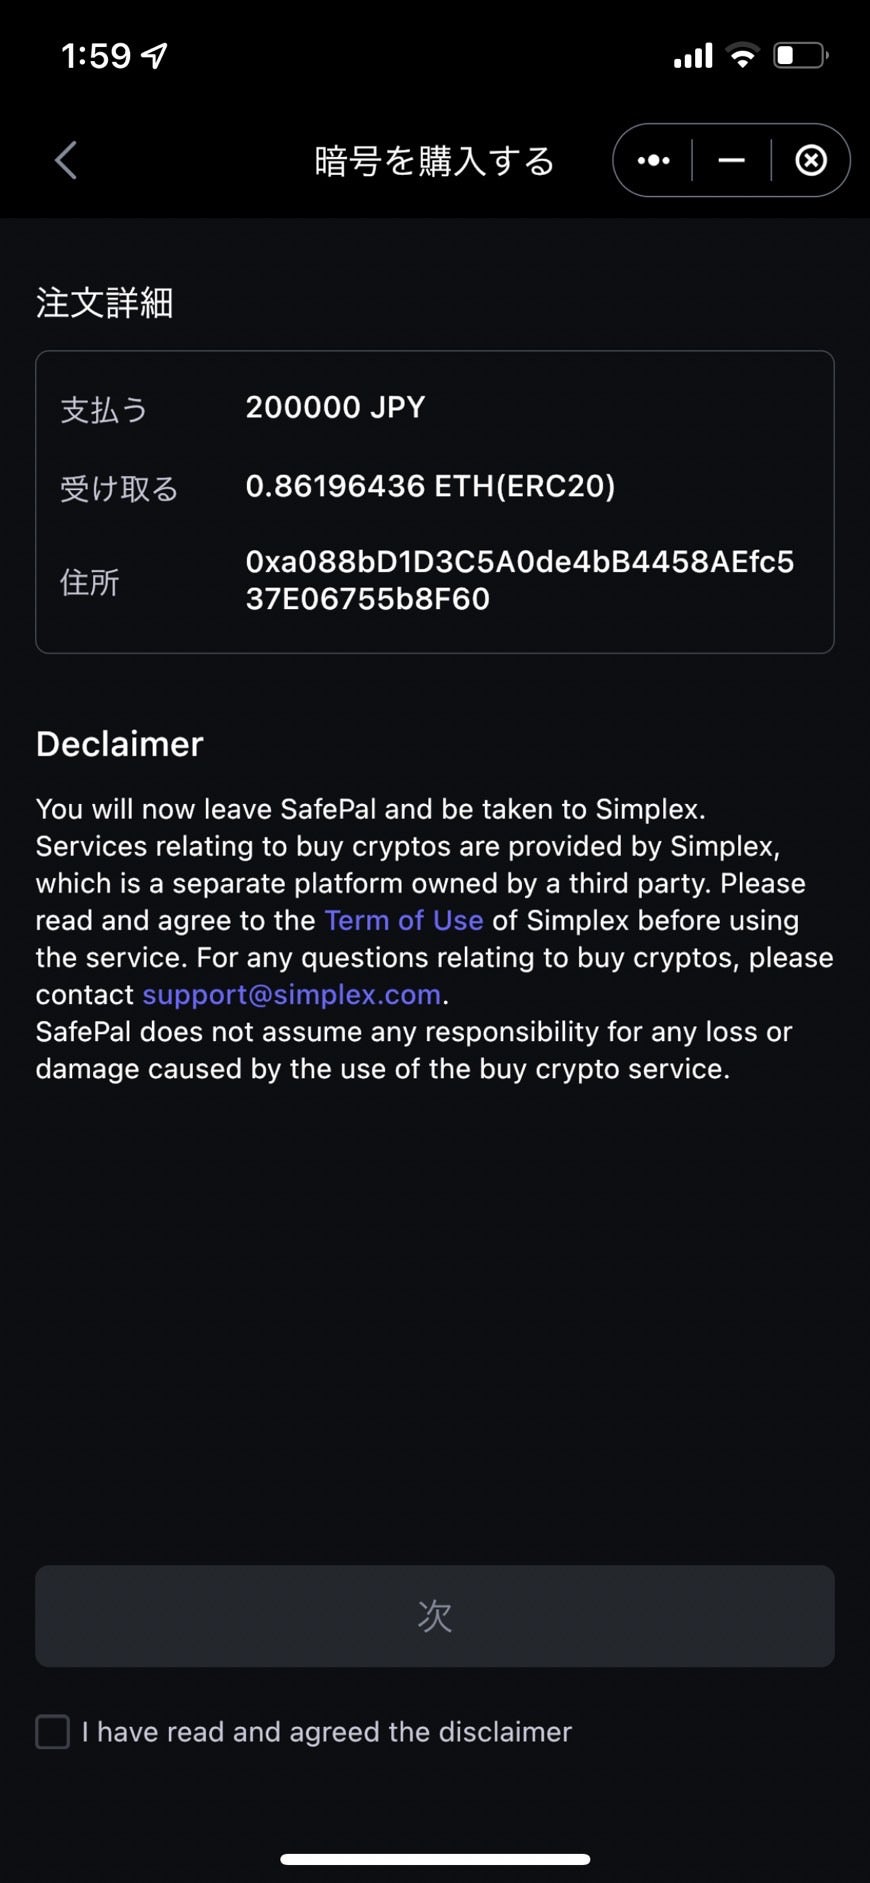 1:59
暗号を購入する
注文詳細
支払う 200000 JPY
受け取る 0.86196436 ETH(ERC20)
住所 0xa088bD1D3C5A0de4bB4458AEfc5
37E06755b8F60
Declaimer
You will now leave SafePal and be taken to Simplex.
Services relating to buy cryptos are provided by Simplex,
which is a separate platform owned by a third party. Please
read and agree to the Term of Use of Simplex before using
the service. For any questions relating to buy cryptos, please
contact support@simplex.com.
SafePal does not assume any responsibility for any loss or
damage caused by the use of the buy crypto service.
次
I have read and agreed the disclaimer